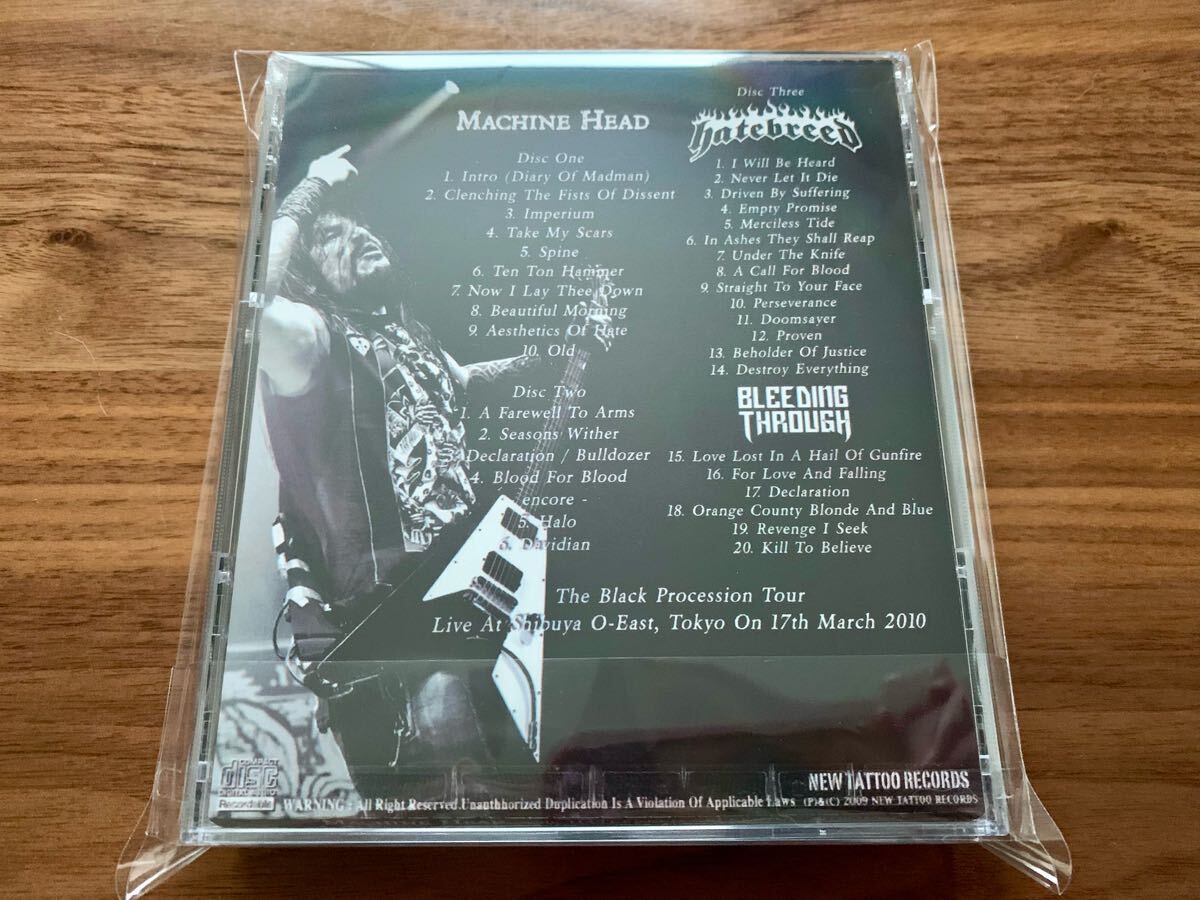 MACHINE HEAD
Disc One
1. Intro (Diary Of Madman)
2. Clenching The Fists Of Dissent
3. Imperium
4. Take My Scars
5. Spine
6. Ten Ton Hammer
7. Now I Lay Thee Down
8. Beautiful Morning
9. Aesthetics Of Hate
10. Old
Disc Two
1. A Farewell To Arms
2. Seasons Wither
3. Declaration / Bulldozer
4. Blood For Blood
encore -
5. Halo
6. Davidian
Disc Three
hatebreed
1. I Will Be Heard
2. Never Let It Die
3. Driven By Suffering
4. Empty Promise
5. Merciless Tide
6. In Ashes They Shall Reap
7. Under The Knife
8. A Call For Blood
9. Straight To Your Face
10. Perseverance
11. Doomsayer
12. Proven
13. Beholder Of Justice
14. Destroy Everything
BLEEDING
THROUGH
15. Love Lost In A Hail Of Gunfire
16. For Love And Falling
17. Declaration
18. Orange County Blonde And Blue
19. Revenge I Seek
20. Kill To Believe
The Black Procession Tour
Live At Shibuya O-East, Tokyo On 17th March 2010
COMPACT
disc
DIGITAL AUDIO
Recordable
NEW TATTOO RECORDS
WARNING : All Right Reserved.Unauthhorized Duplication Is A Violation Of Applicable Laws (P)&(C) 2009 NEW TATTOO RECORDS